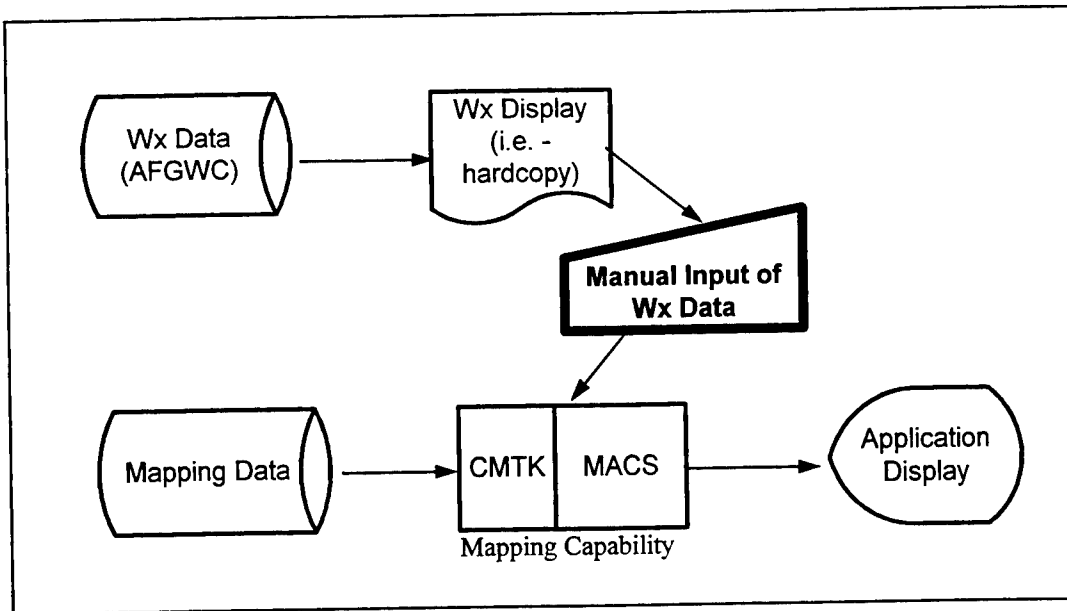 Wx Data
(AFGWC)
Wx Display
(i.e. -
hardcopy)
Manual Input of
Wx Data
Mapping Data
CMTK
MACS
Mapping Capability
Application
Display